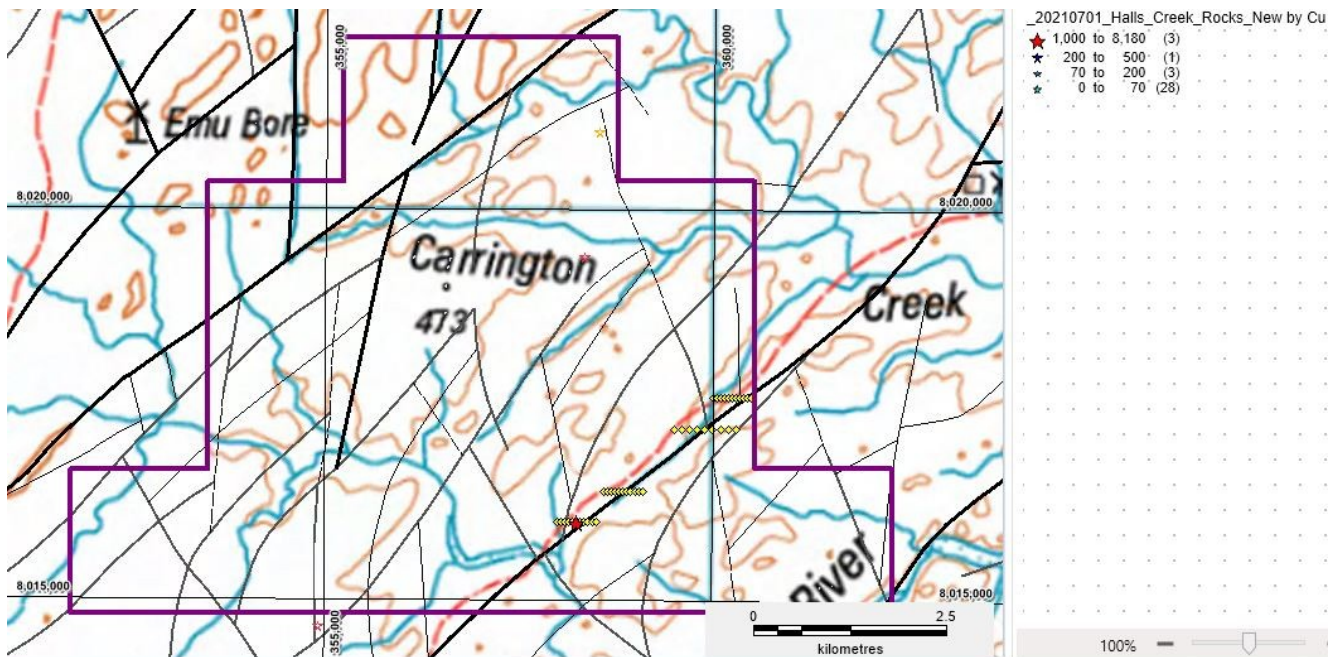 _20210701_Halls_Creek_Rocks_New by Cu
1,000 to 8,180 (3)
200 to 500 (1)
70 to 200 (3)
0 to 70 (28)
355,000
360,000
Emu Bore
8,020,000
8,020,000
Carrington
473
Creek
8,015,000
8,015,000
River
355,000
0 2.5
kilometres
100%